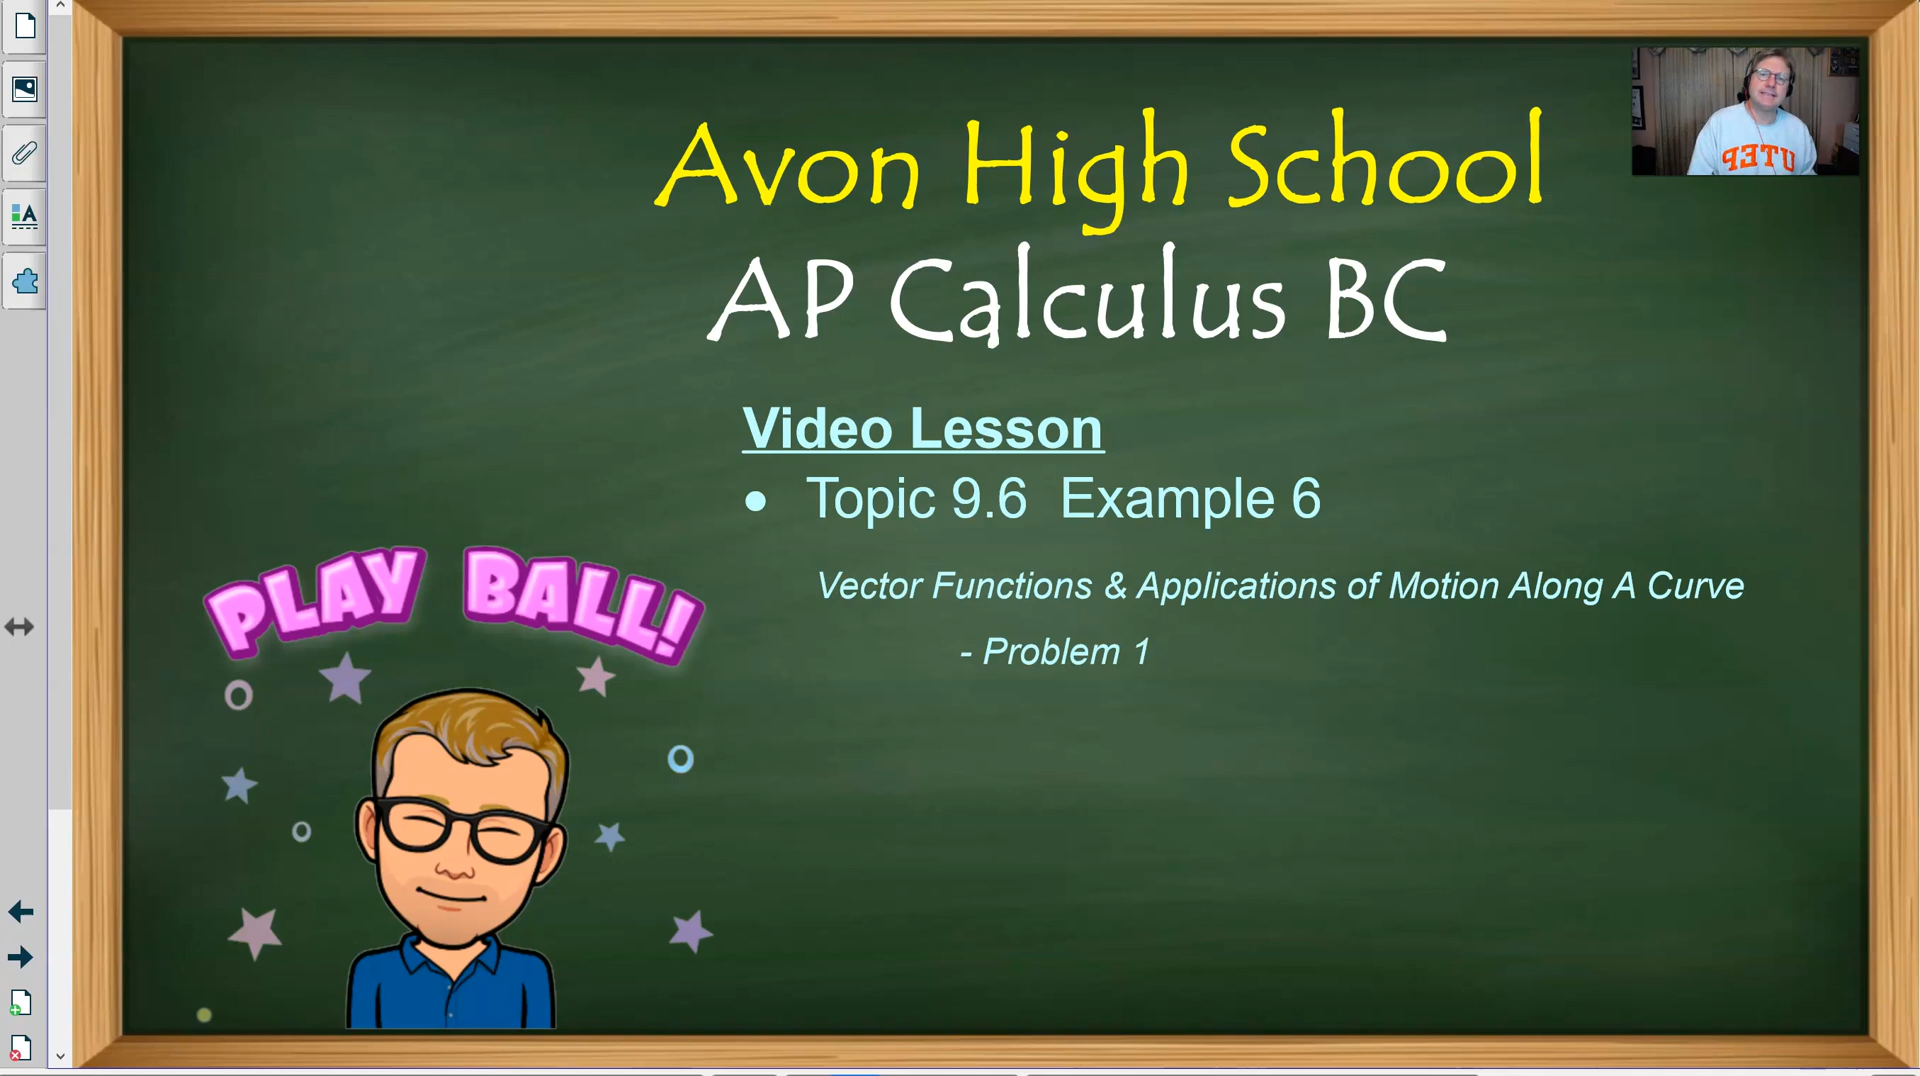 Avon High School
AP Calculus BC
Video Lesson
• Topic 9.6 Example 6
Vector Functions & Applications of Motion Along A Curve
- Problem 1
PLAY BALL!
UTEP
A